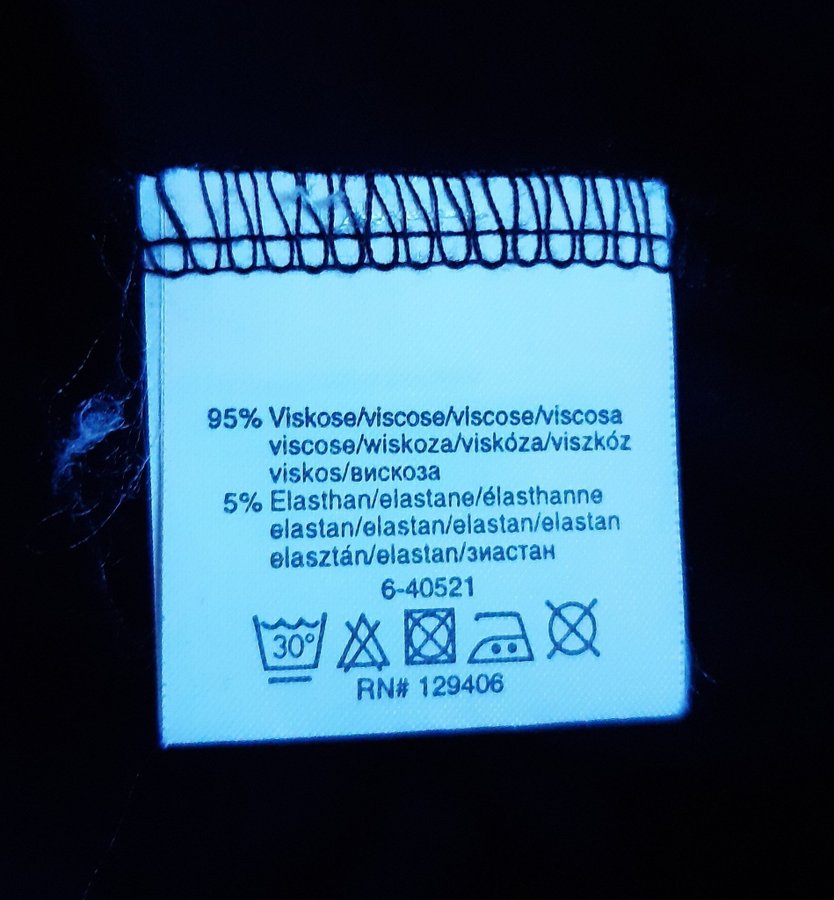 95% Viskose/viscose/viscose/viscosa
viscose/wiskoza/viskóza/viszkóz
viskos/вискоза
5% Elasthan/elastane/élasthanne
elastan/elastan/elastan/elastan
elasztán/elastan/зиастан
6-40521
30°
RN# 129406